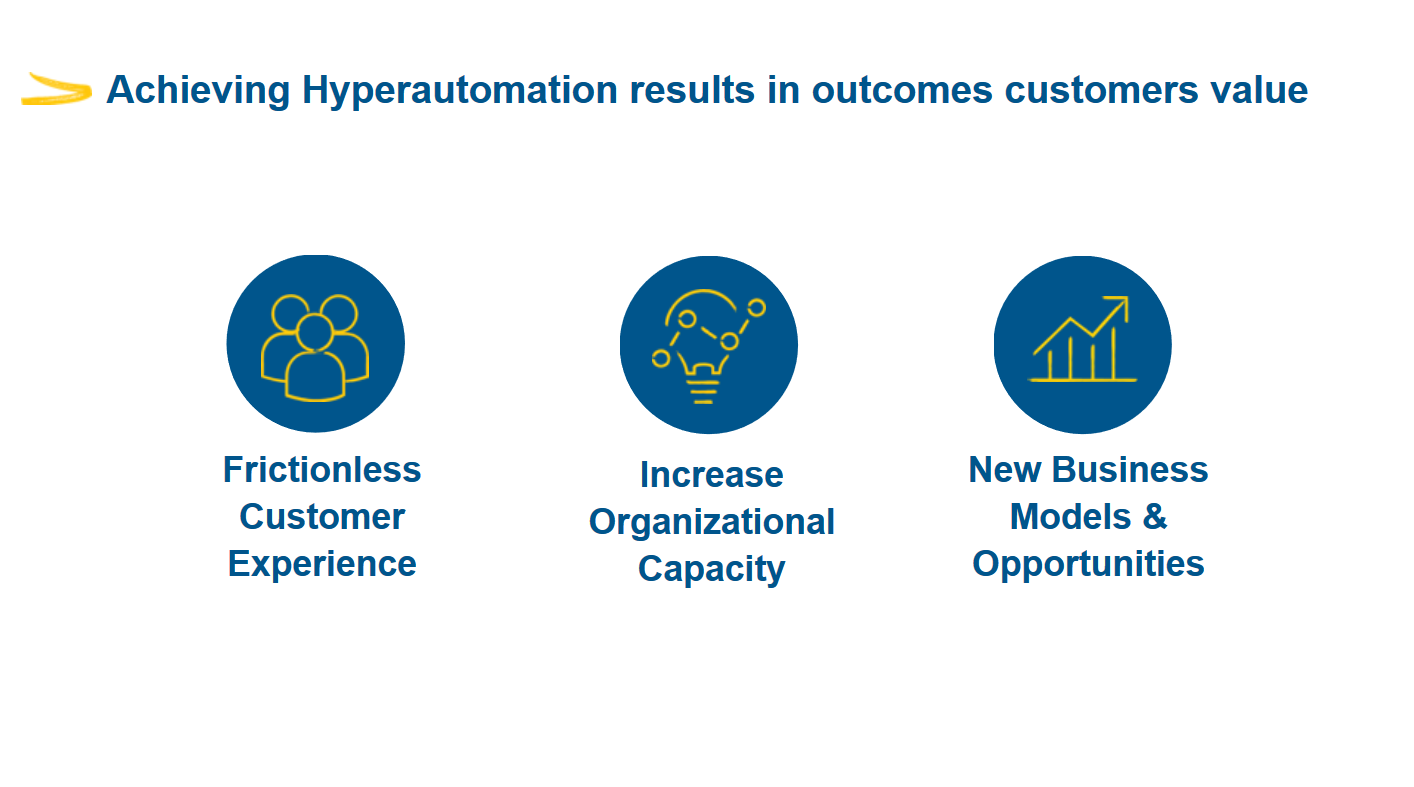 Achieving Hyperautomation results in outcomes customers value
Frictionless
Customer
Experience
Increase
Organizational
Capacity
New Business
Models &
Opportunities